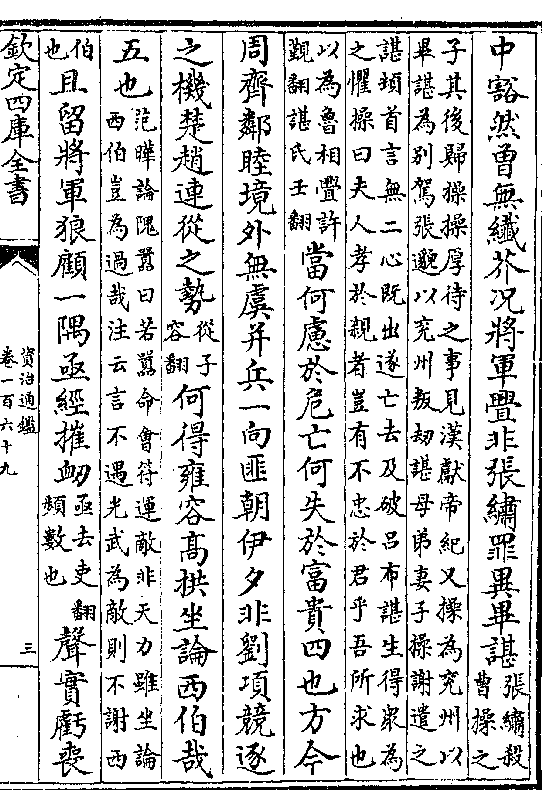 中豁然曾無纎芥况將軍舋非張繡罪異畢諶張繡殺
曹操之
子其後歸操操厚待之事見漢獻帝紀又操為兖州以
畢諶為别駕張邈以兖州叛刼諶母弟妻子操謝遣之
諶頓首言無二心既出遂亡去及破呂布諶生得衆為
之懼操曰夫人孝於親者豈有不忠於君乎吾所求也
以為魯相舋許
覲翻諶氏壬翻當何慮於危亡何失於富貴四也方今
周齊鄰睦境外無虞并兵一向匪朝伊夕非劉項競逐
之機楚趙連從之勢從子容翻何得雍容髙拱坐論西伯哉
五也范曄論隗囂曰若囂命會符運敵非天力雖坐論
西伯豈為過哉注云言不遇光武為敵則不謝西
伯也且留將軍狼顧一隅亟經摧衂亟去吏翻頻數也聲實虧喪
欽定四庫全書
資治通鑑
卷一百六十九
三